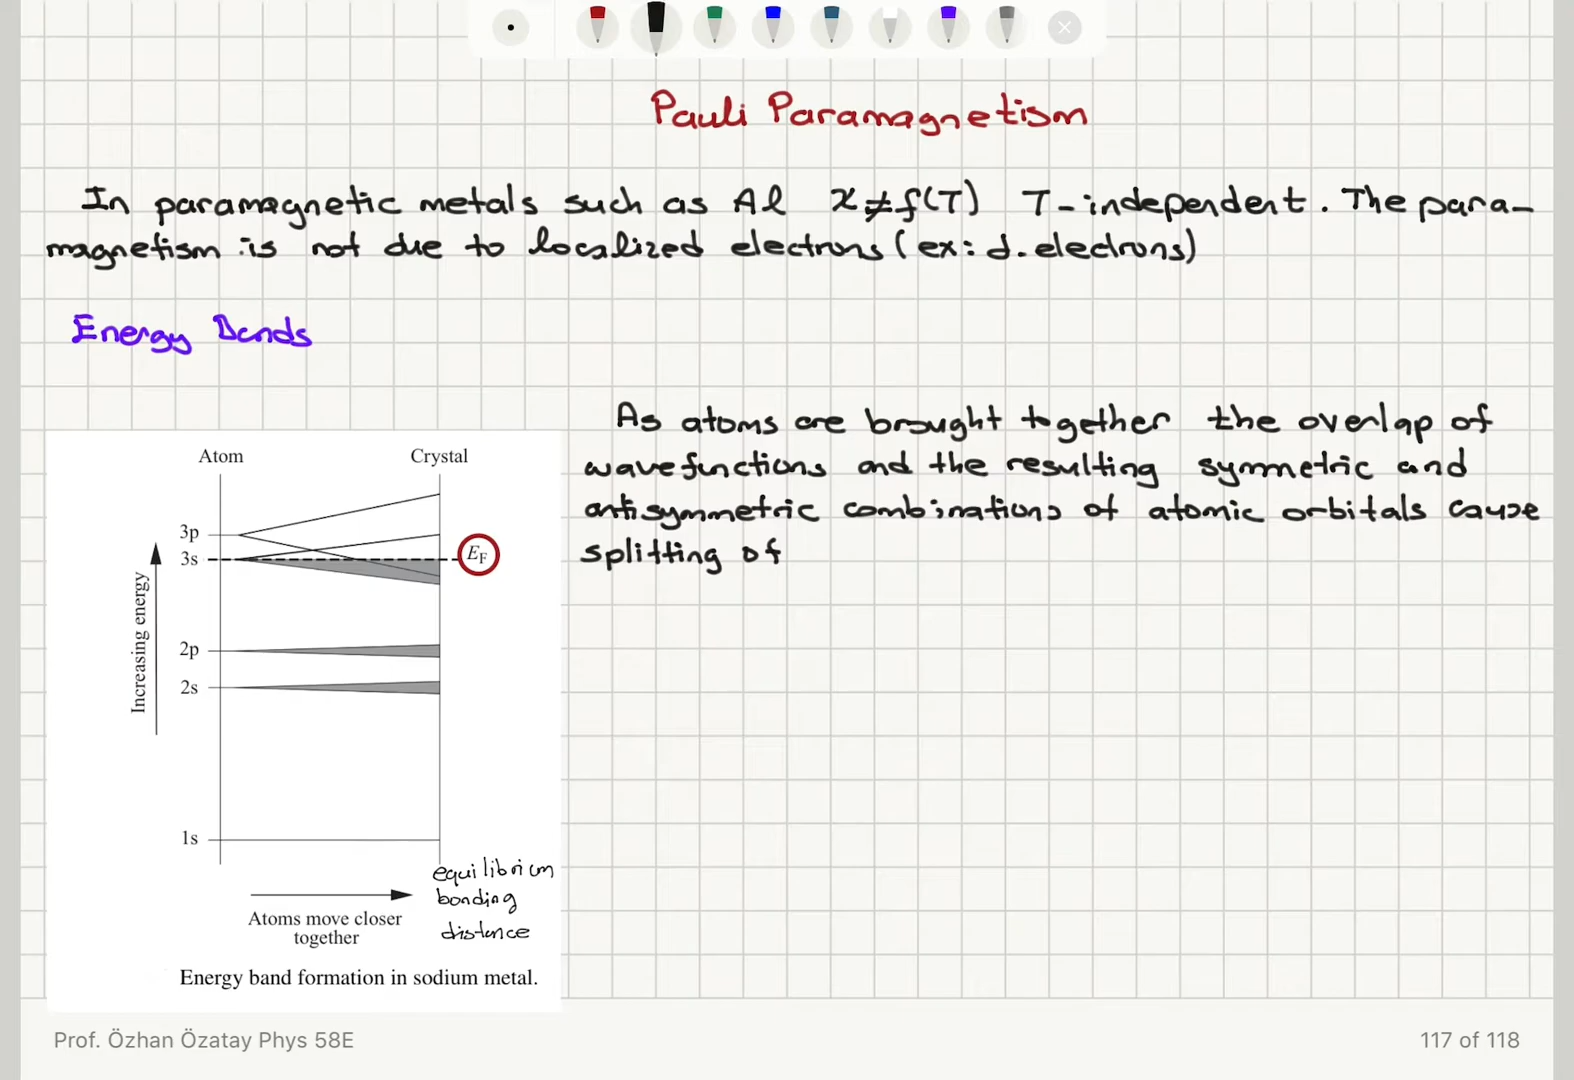 Pauli Paramagnetism
In paramagnetic metals such as Al χ≠f(T) T-independent. The para-
magnetism is not due to localized electrons (ex: d-electrons)
Energy Bands
As atoms are brought together the overlap of
wavefunctions and the resulting symmetric and
antisymmetric combinations of atomic orbitals cause
splitting of
Atom Crystal
3p
3s
E_F
2p
2s
1s
Increasing energy
equilibrium
bonding
distance
Atoms move closer
together
Energy band formation in sodium metal.
Prof. Özhan Özatay Phys 58E
117 of 118